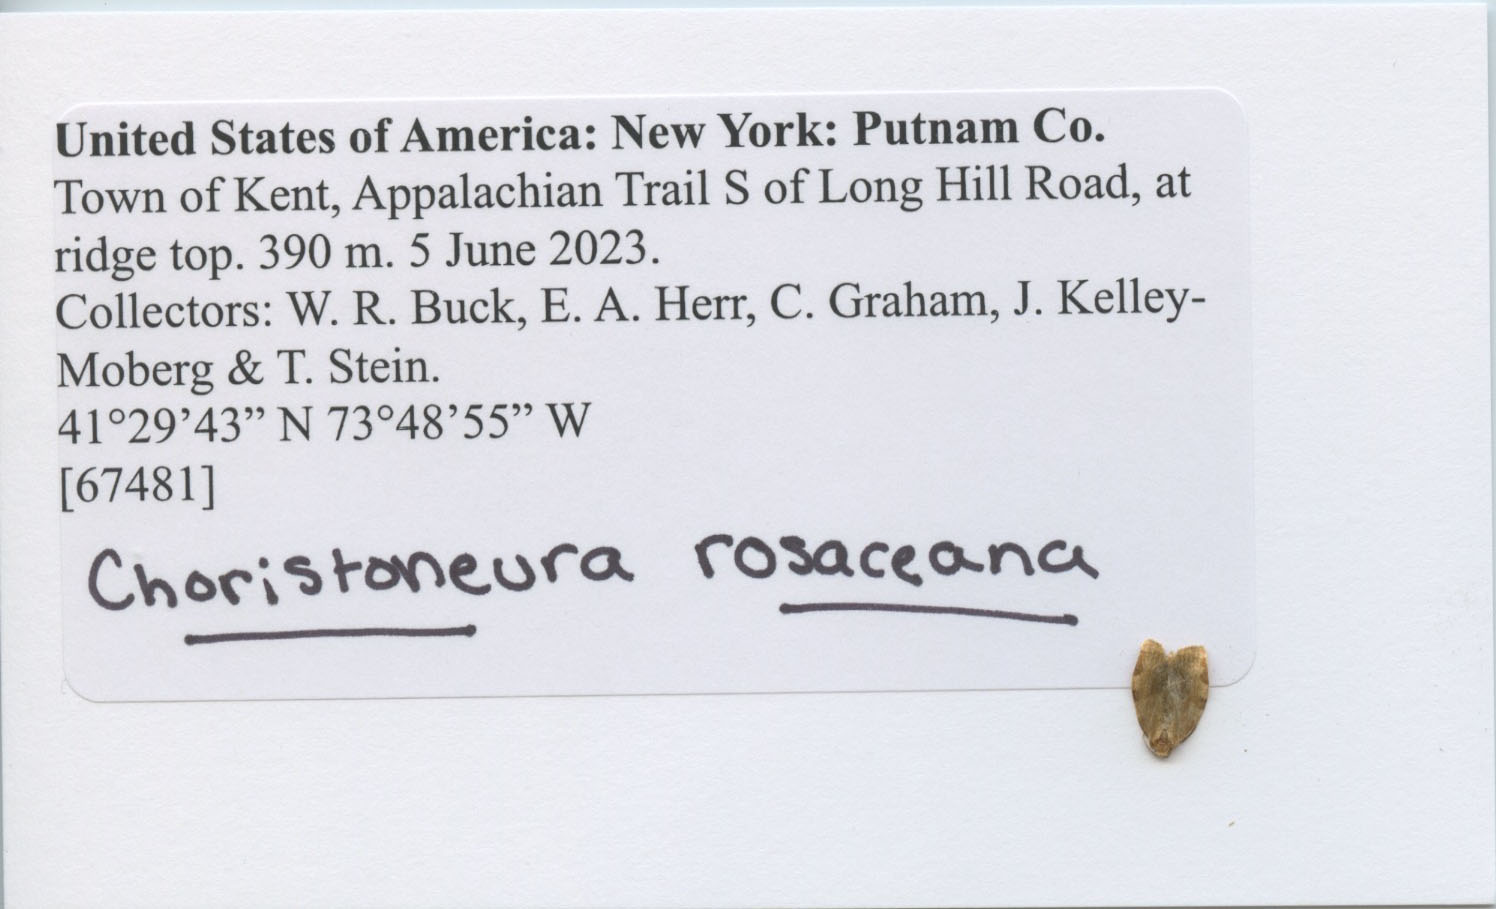 United States of America: New York: Putnam Co.
Town of Kent, Appalachian Trail S of Long Hill Road, at
ridge top. 390 m. 5 June 2023.
Collectors: W. R. Buck, E. A. Herr, C. Graham, J. Kelley-
Moberg & T. Stein.
41°29’43” N 73°48’55” W
[67481]
Choristoneura rosaceana